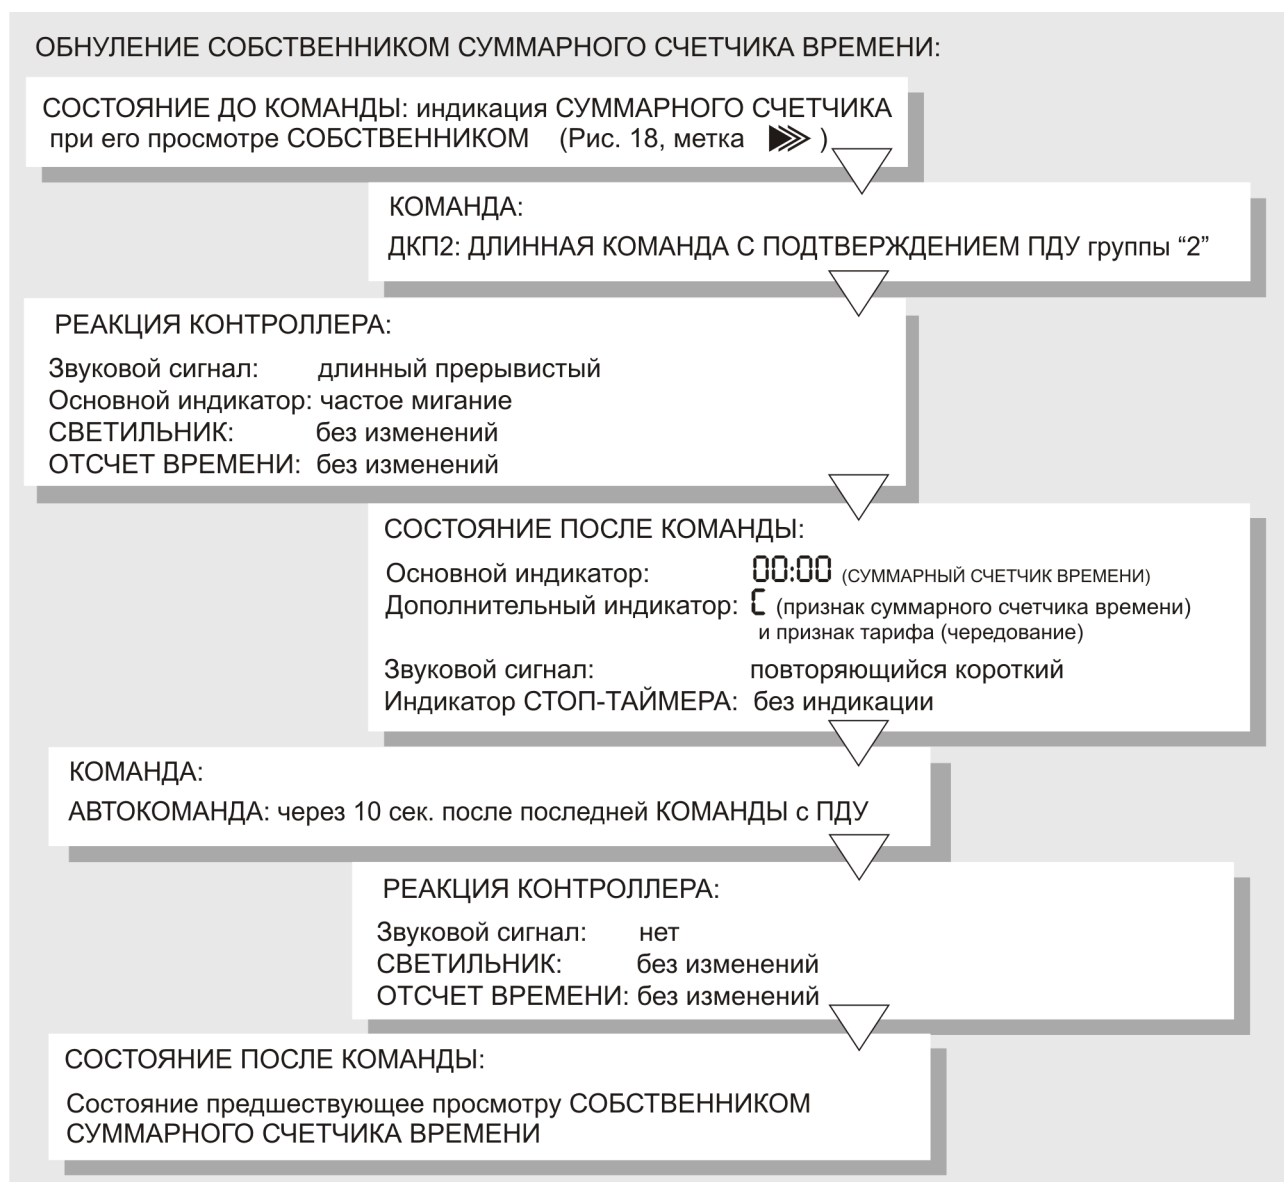 ОБНУЛЕНИЕ СОБСТВЕННИКОМ СУММАРНОГО СЧЕТЧИКА ВРЕМЕНИ:
СОСТОЯНИЕ ДО КОМАНДЫ: индикация СУММАРНОГО СЧЕТЧИКА
при его просмотре СОБСТВЕННИКОМ (Рис. 18, метка )
КОМАНДА:
ДКП2: ДЛИННАЯ КОМАНДА С ПОДТВЕРЖДЕНИЕМ ПДУ группы “2”
РЕАКЦИЯ КОНТРОЛЛЕРА:
Звуковой сигнал: длинный прерывистый
Основной индикатор: частое мигание
СВЕТИЛЬНИК: без изменений
ОТСЧЕТ ВРЕМЕНИ: без изменений
СОСТОЯНИЕ ПОСЛЕ КОМАНДЫ:
Основной индикатор: 00:00 (СУММАРНЫЙ СЧЕТЧИК ВРЕМЕНИ)
Дополнительный индикатор: С (признак суммарного счетчика времени)
и признак тарифа (чередование)
Звуковой сигнал: повторяющийся короткий
Индикатор СТОП-ТАЙМЕРА: без индикации
КОМАНДА:
АВТОКОМАНДА: через 10 сек. после последней КОМАНДЫ с ПДУ
РЕАКЦИЯ КОНТРОЛЛЕРА:
Звуковой сигнал: нет
СВЕТИЛЬНИК: без изменений
ОТСЧЕТ ВРЕМЕНИ: без изменений
СОСТОЯНИЕ ПОСЛЕ КОМАНДЫ:
Состояние предшествующее просмотру СОБСТВЕННИКОМ
СУММАРНОГО СЧЕТЧИКА ВРЕМЕНИ